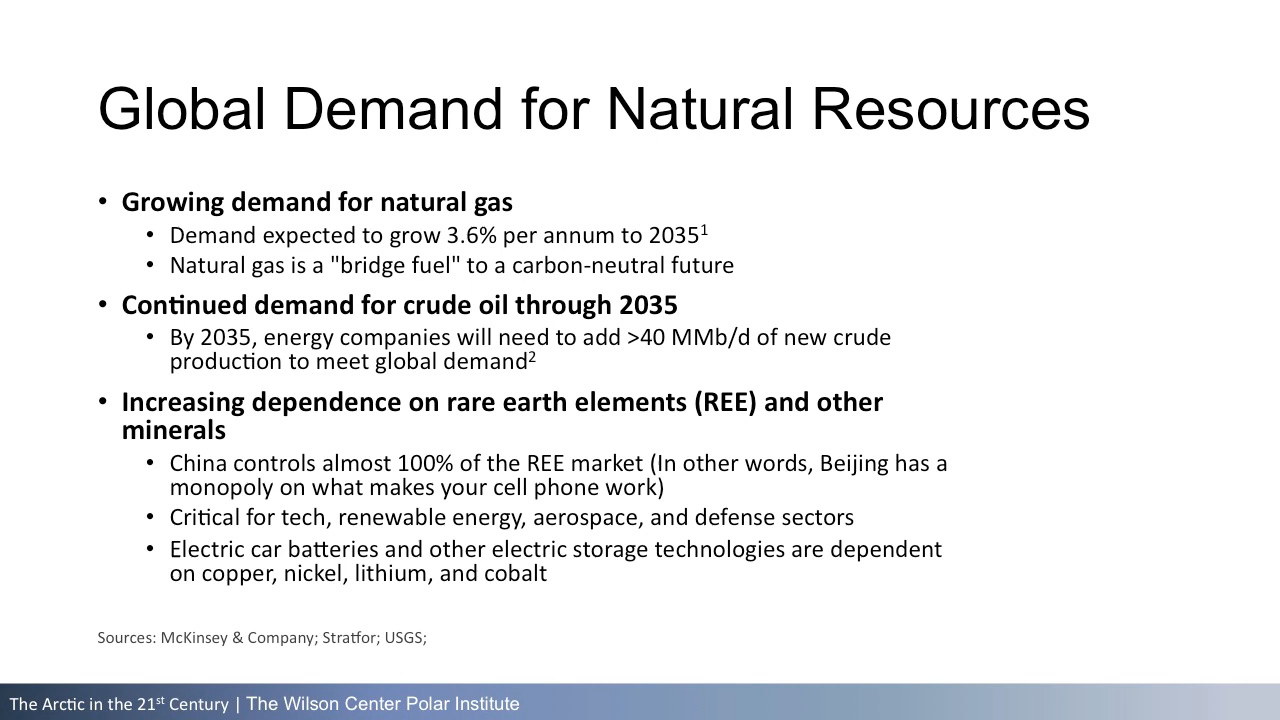 Global Demand for Natural Resources
• Growing demand for natural gas
• Demand expected to grow 3.6% per annum to 2035¹
• Natural gas is a "bridge fuel" to a carbon-neutral future
• Continued demand for crude oil through 2035
• By 2035, energy companies will need to add >40 MMb/d of new crude
production to meet global demand²
• Increasing dependence on rare earth elements (REE) and other
minerals
• China controls almost 100% of the REE market (In other words, Beijing has a
monopoly on what makes your cell phone work)
• Critical for tech, renewable energy, aerospace, and defense sectors
• Electric car batteries and other electric storage technologies are dependent
on copper, nickel, lithium, and cobalt
Sources: McKinsey & Company; Stratfor; USGS;
The Arctic in the 21st Century | The Wilson Center Polar Institute